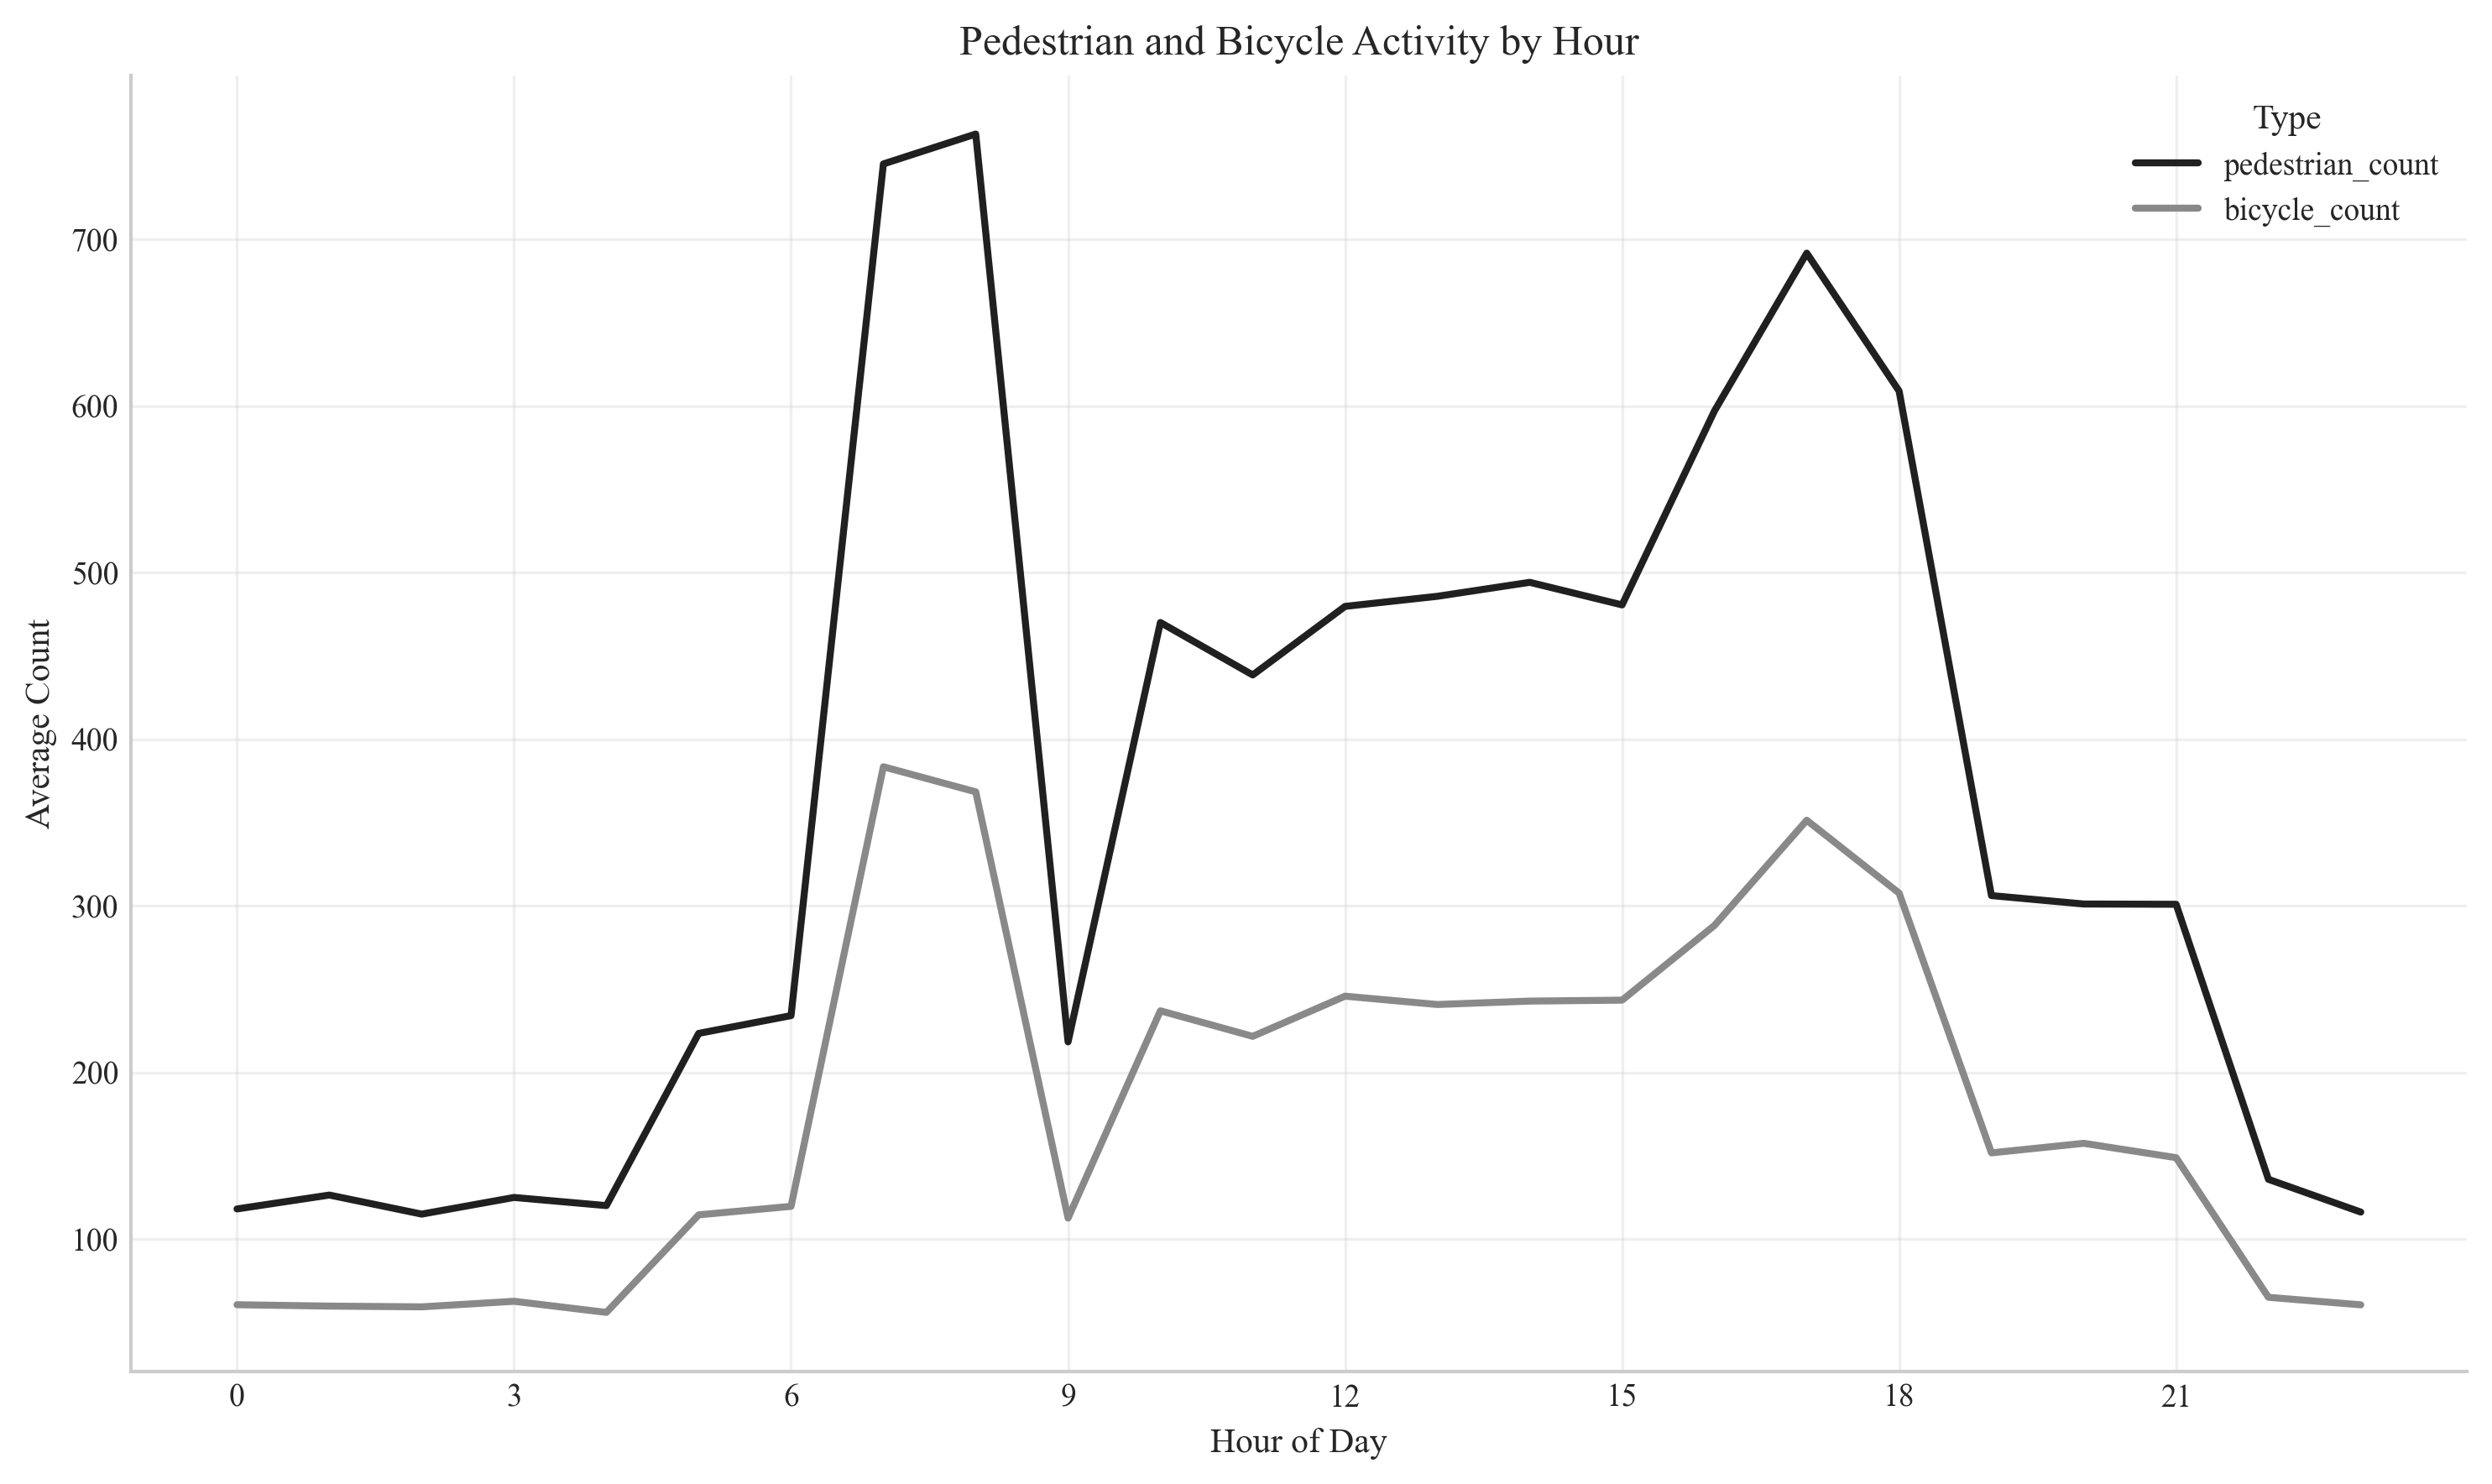 Pedestrian and Bicycle Activity by Hour
Type
pedestrian_count
bicycle_count
Average Count
700
600
500
400
300
200
100
0 3 6 9 12 15 18 21
Hour of Day